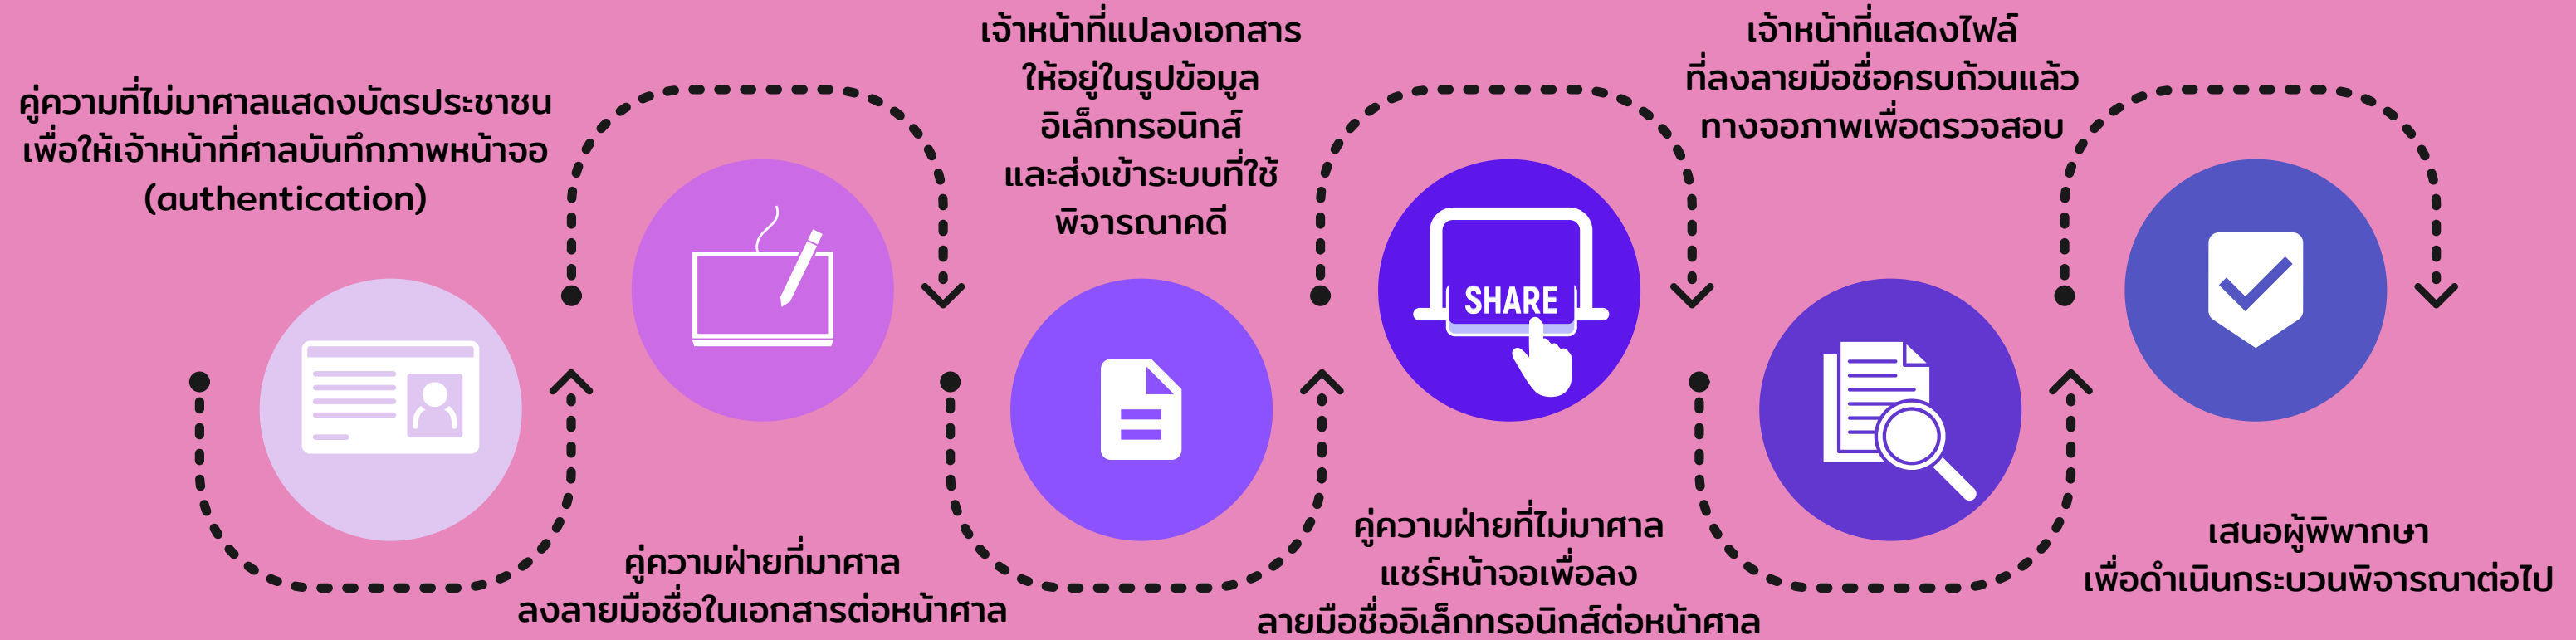 คู่ความที่ไม่มาศาลแสดงบัตรประชาชน
เพื่อให้เจ้าหน้าที่ศาลบันทึกภาพหน้าจอ
(authentication)
คู่ความฝ่ายที่มาศาล
ลงลายมือชื่อในเอกสารต่อหน้าศาล
เจ้าหน้าที่แปลงเอกสาร
ให้อยู่ในรูปข้อมูล
อิเล็กทรอนิกส์
และส่งเข้าระบบที่ใช้
พิจารณาคดี
SHARE
คู่ความฝ่ายที่ไม่มาศาล
แชร์หน้าจอเพื่อลง
ลายมือชื่ออิเล็กทรอนิกส์ต่อหน้าศาล
เจ้าหน้าที่แสดงไฟล์
ที่ลงลายมือชื่อครบถ้วนแล้ว
ทางจอภาพเพื่อตรวจสอบ
เสนอผู้พิพากษา
เพื่อดำเนินกระบวนพิจารณาต่อไป